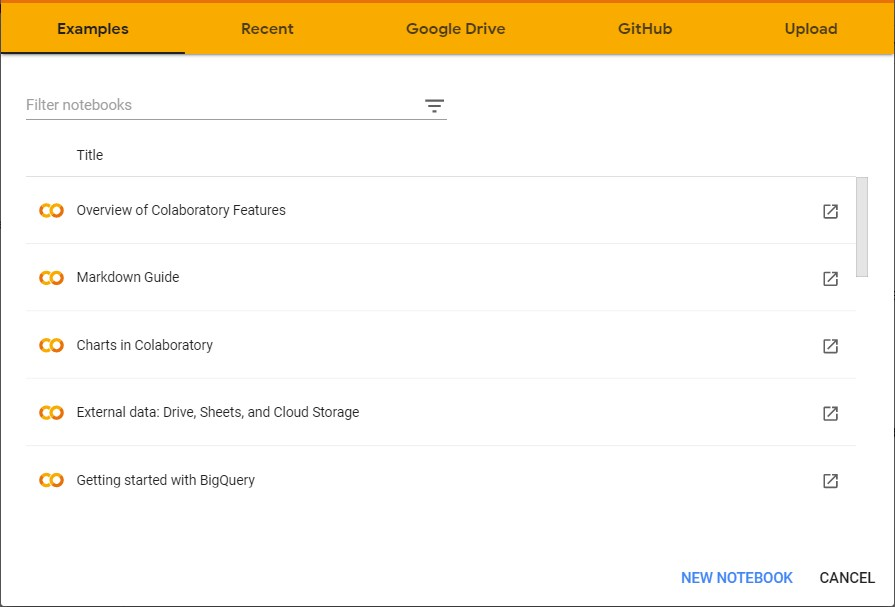 Examples Recent Google Drive GitHub Upload
Filter notebooks
Title
Overview of Colaboratory Features
Markdown Guide
Charts in Colaboratory
External data: Drive, Sheets, and Cloud Storage
Getting started with BigQuery
NEW NOTEBOOK CANCEL